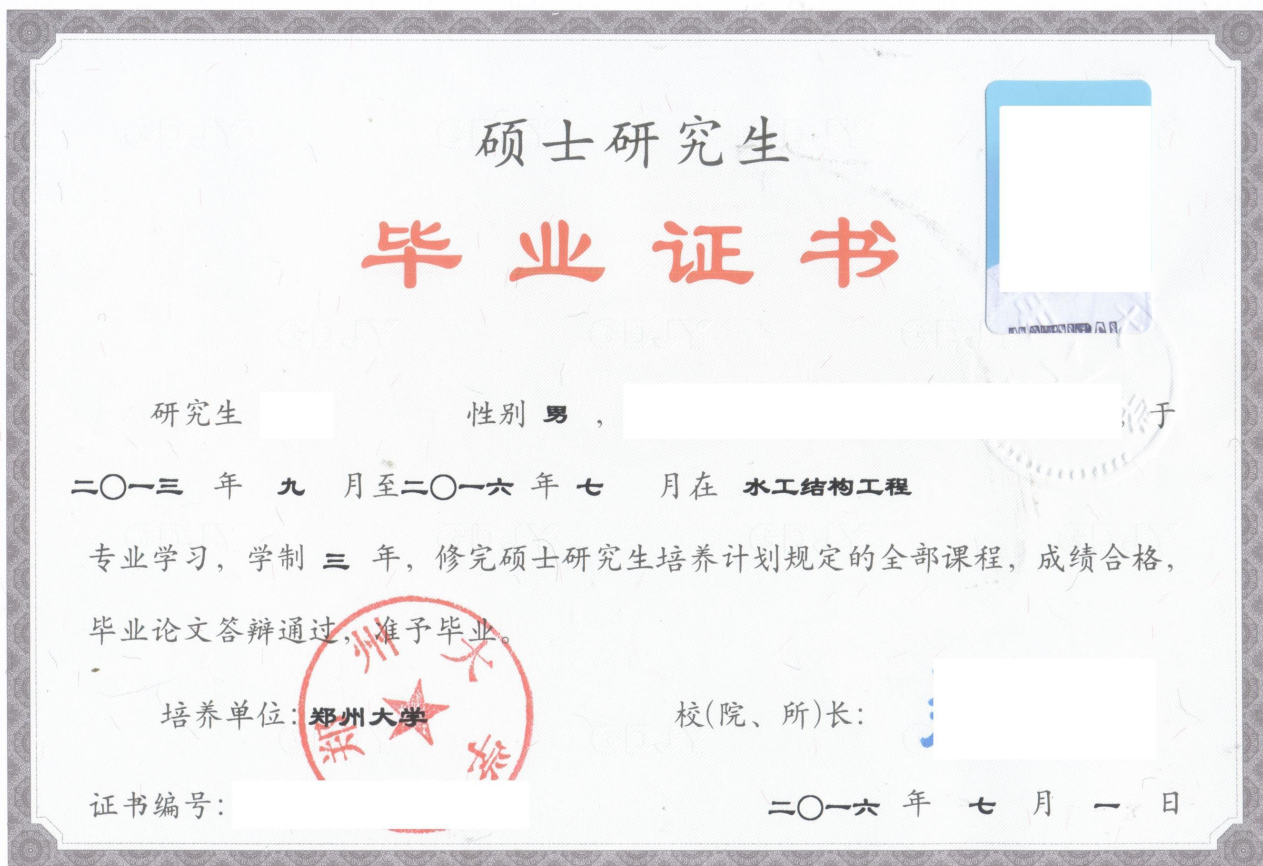 硕士研究生
毕业证书
研究生 性别 男 , 于
二〇一三 年 九 月至二〇一六 年 七 月在 水工结构工程
专业学习, 学制 三 年, 修完硕士研究生培养计划规定的全部课程, 成绩合格,
毕业论文答辩通过, 准予毕业。
培养单位: 郑州大学
校(院、所)长:
郑州大学
证书编号:
二〇一六 年 七 月 一 日